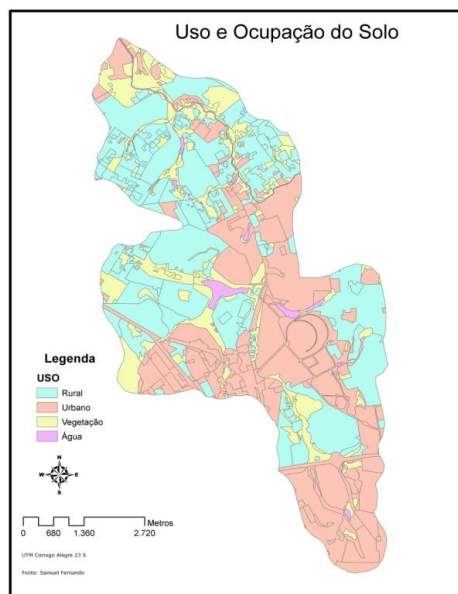 Uso e Ocupação do Solo
Legenda
USO
Rural
Urbano
Vegetação
Água
N
W E
S
Metros
0 680 1.360 2.720
UTM Corrego Alegre 23 S
Fonte: Samuel Fernando